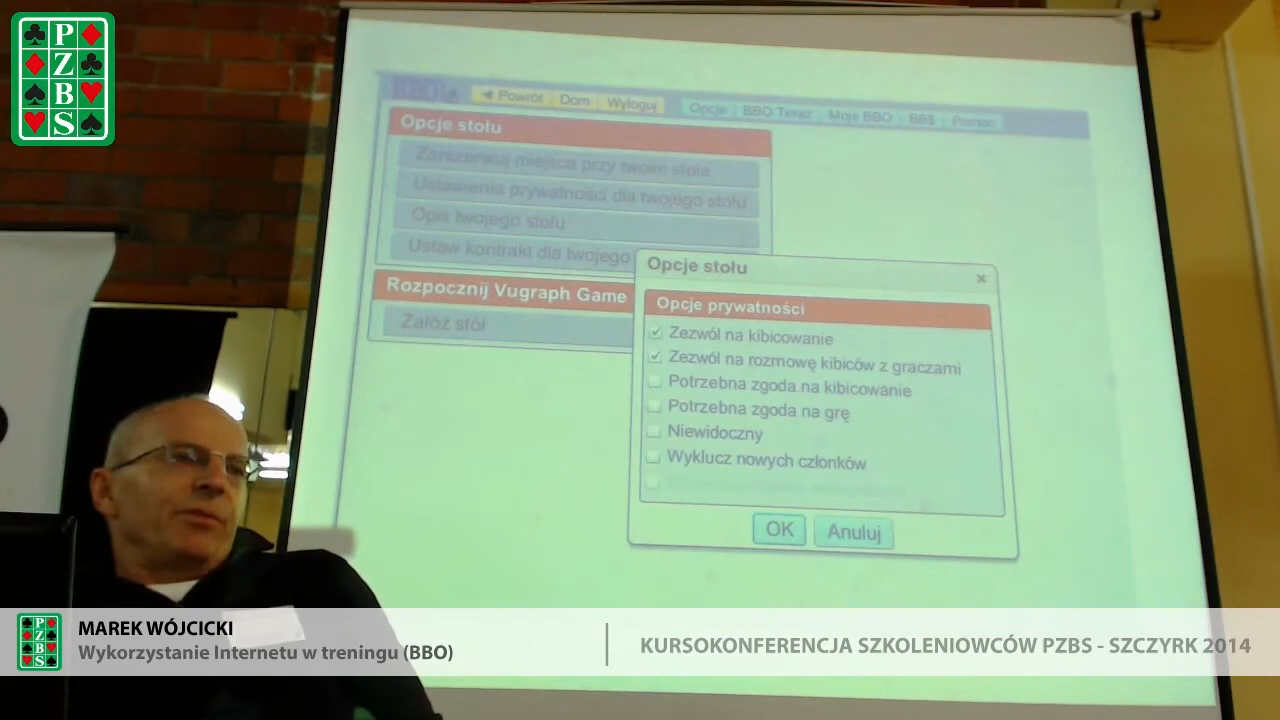 PZBS
◄ Powrót Dom Wyloguj Opcje BBO Teraz Moje BBO BB$ Pomoc
Opcje stołu
Zarezerwuj miejsca przy twoim stole
Ustawienia prywatności dla twojego stołu
Opis twojego stołu
Ustaw kontrakt dla twojego
Rozpocznij Vugraph Game
Załóż stół
Opcje stołu
Opcje prywatności
Zezwól na kibicowanie
Zezwól na rozmowę kibiców z graczami
Potrzebna zgoda na kibicowanie
Potrzebna zgoda na grę
Niewidoczny
Wyklucz nowych członków
OK Anuluj
PZBS
MAREK WÓJCICKI
Wykorzystanie Internetu w treningu (BBO)
KURSOKONFERENCJA SZKOLENIOWCÓW PZBS - SZCZYRK 2014